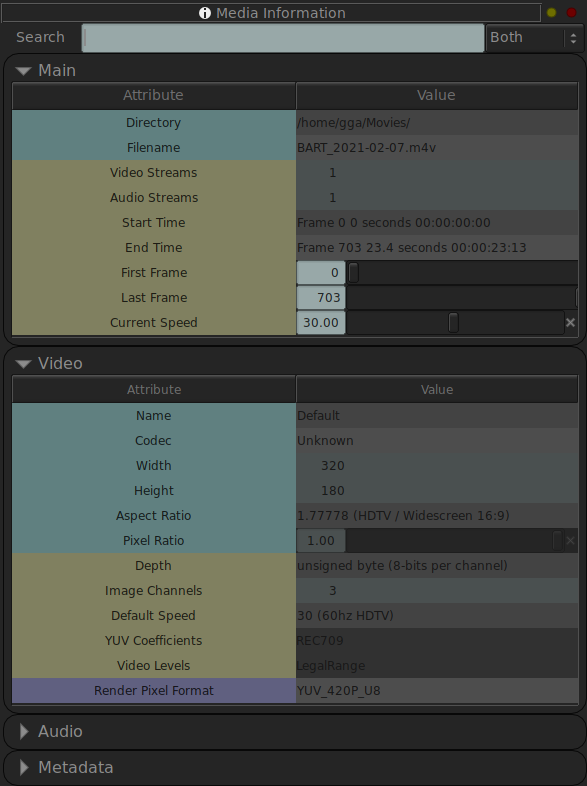 Media Information
Search Both
Main
Attribute Value
Directory /home/gga/Movies/
Filename BART_2021-02-07.m4v
Video Streams 1
Audio Streams 1
Start Time Frame 0 0 seconds 00:00:00:00
End Time Frame 703 23.4 seconds 00:00:23:13
First Frame 0
Last Frame 703
Current Speed 30.00
Video
Attribute Value
Name Default
Codec Unknown
Width 320
Height 180
Aspect Ratio 1.77778 (HDTV / Widescreen 16:9)
Pixel Ratio 1.00
Depth unsigned byte (8-bits per channel)
Image Channels 3
Default Speed 30 (60hz HDTV)
YUV Coefficients REC709
Video Levels LegalRange
Render Pixel Format YUV_420P_U8
Audio
Metadata